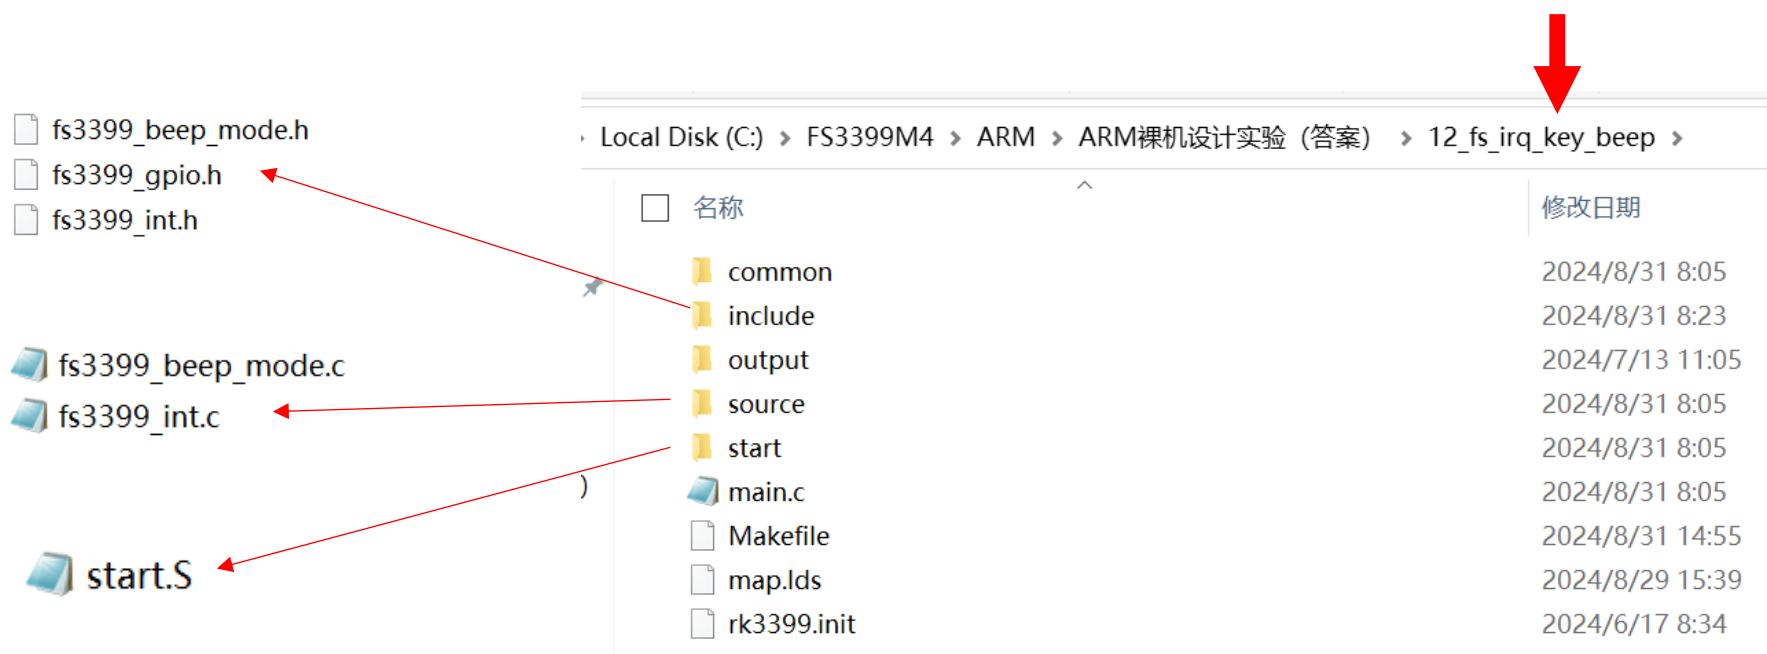 fs3399_beep_mode.h
fs3399_gpio.h
fs3399_int.h
fs3399_beep_mode.c
fs3399_int.c
start.S
Local Disk (C:) > FS3399M4 > ARM > ARM裸机设计实验（答案） > 12_fs_irq_key_beep >
名称 修改日期
common 2024/8/31 8:05
include 2024/8/31 8:23
output 2024/7/13 11:05
source 2024/8/31 8:05
start 2024/8/31 8:05
)
main.c 2024/8/31 8:05
Makefile 2024/8/31 14:55
map.lds 2024/8/29 15:39
rk3399.init 2024/6/17 8:34